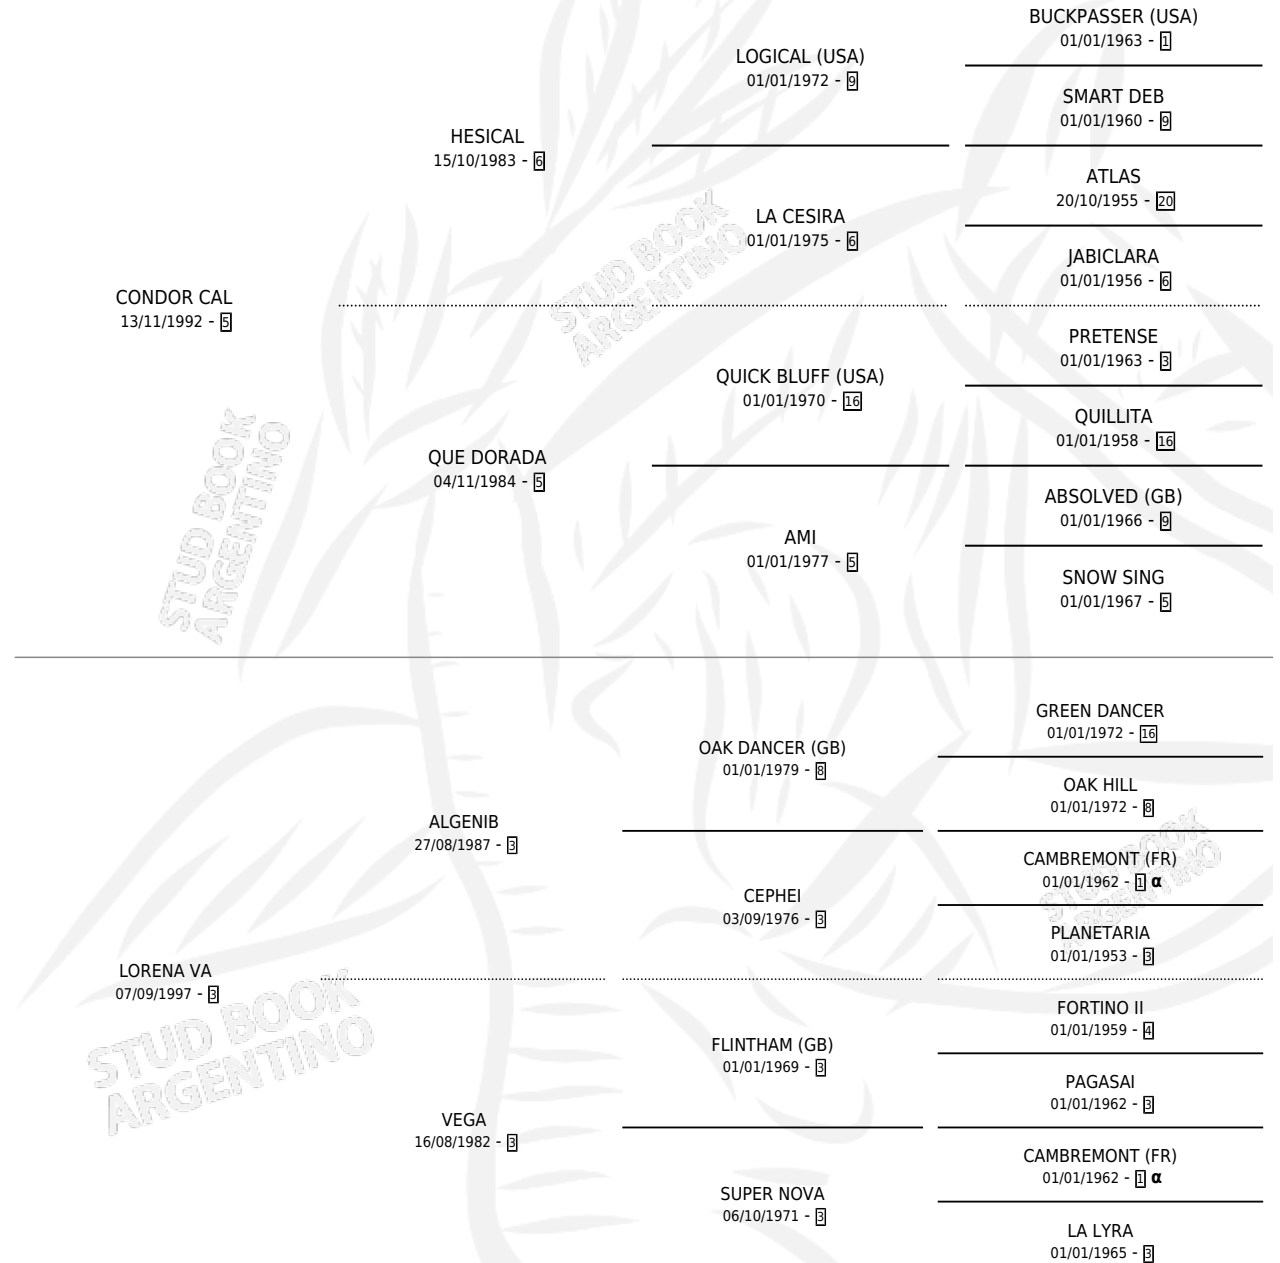 BUCKPASSER (USA)
01/01/1963 - 1
LOGICAL (USA)
01/01/1972 - 9
SMART DEB
01/01/1960 - 9
HESICAL
15/10/1983 - 6
ATLAS
20/10/1955 - 20
LA CESIRA
01/01/1975 - 6
JABICLARA
01/01/1956 - 6
CONDOR CAL
13/11/1992 - 5
PRETENSE
01/01/1963 - 3
QUICK BLUFF (USA)
01/01/1970 - 16
QUILLITA
01/01/1958 - 16
QUE DORADA
04/11/1984 - 5
ABSOLVED (GB)
01/01/1966 - 9
AMI
01/01/1977 - 5
SNOW SING
01/01/1967 - 5
STUD BOOK
ARGENTINO
STUD BOOK
ARGENTINO
GREEN DANCER
01/01/1972 - 16
OAK DANCER (GB)
01/01/1979 - 8
OAK HILL
01/01/1972 - 8
ALGENIB
27/08/1987 - 3
CAMBREMONT (FR)
01/01/1962 - 1 α
CEPHEI
03/09/1976 - 3
PLANETARIA
01/01/1953 - 3
LORENA VA
07/09/1997 - 3
FORTINO II
01/01/1959 - 4
FLINTHAM (GB)
01/01/1969 - 3
PAGASAI
01/01/1962 - 3
VEGA
16/08/1982 - 3
CAMBREMONT (FR)
01/01/1962 - 1 α
SUPER NOVA
06/10/1971 - 3
LA LYRA
01/01/1965 - 3
STUD BOOK
ARGENTINO
STUD BOOK
ARGENTINO